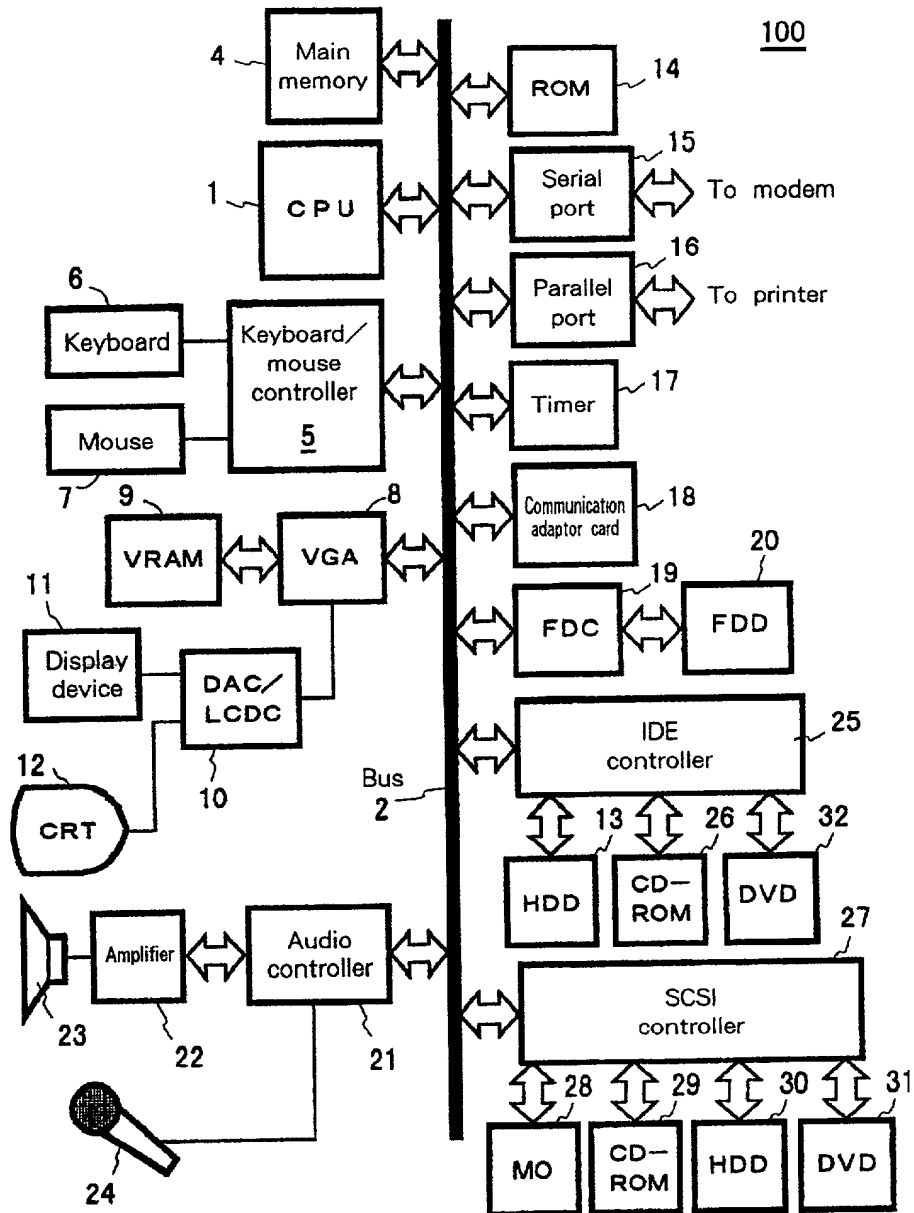 100
4
Main
memory
14
ROM
1
CPU
15
Serial
port
To modem
16
Parallel
port
To printer
6
Keyboard
Keyboard/
mouse
controller
5
Mouse
7
17
Timer
18
Communication
adaptor card
9
VRAM
8
VGA
19
FDC
20
FDD
11
Display
device
DAC/
LCDC
10
12
CRT
Bus
2
IDE
controller
25
13
HDD
26
CD-
ROM
32
DVD
23
Amplifier
22
Audio
controller
21
24
27
SCSI
controller
28
MO
29
CD-
ROM
30
HDD
31
DVD